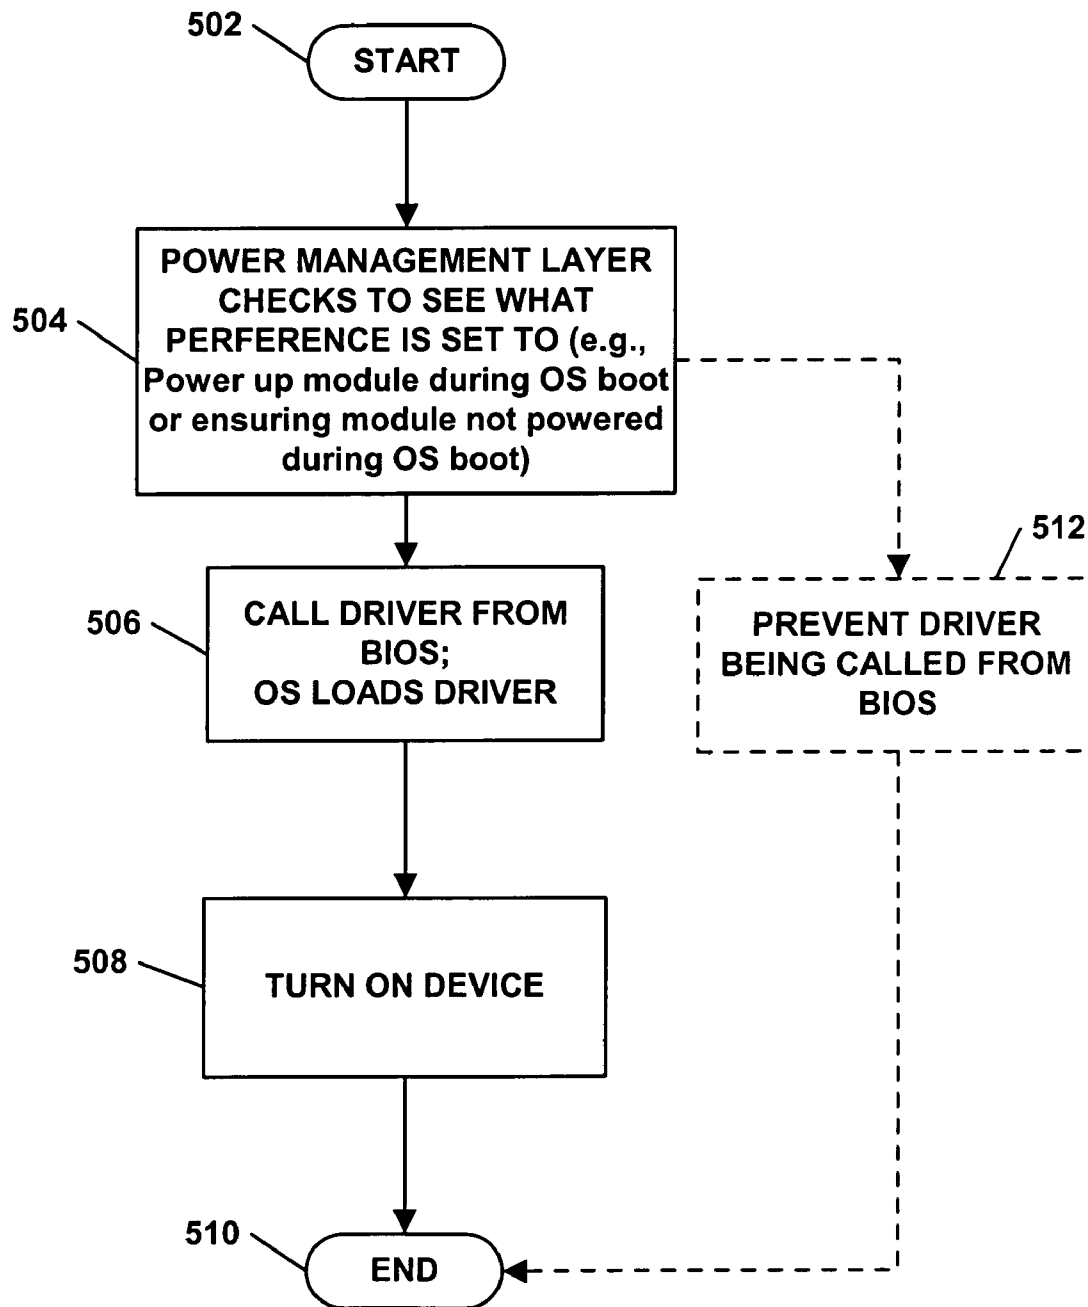 502
START
504
POWER MANAGEMENT LAYER
CHECKS TO SEE WHAT
PERFERENCE IS SET TO (e.g.,
Power up module during OS boot
or ensuring module not powered
during OS boot)
506
CALL DRIVER FROM
BIOS;
OS LOADS DRIVER
512
PREVENT DRIVER
BEING CALLED FROM
BIOS
508
TURN ON DEVICE
510
END